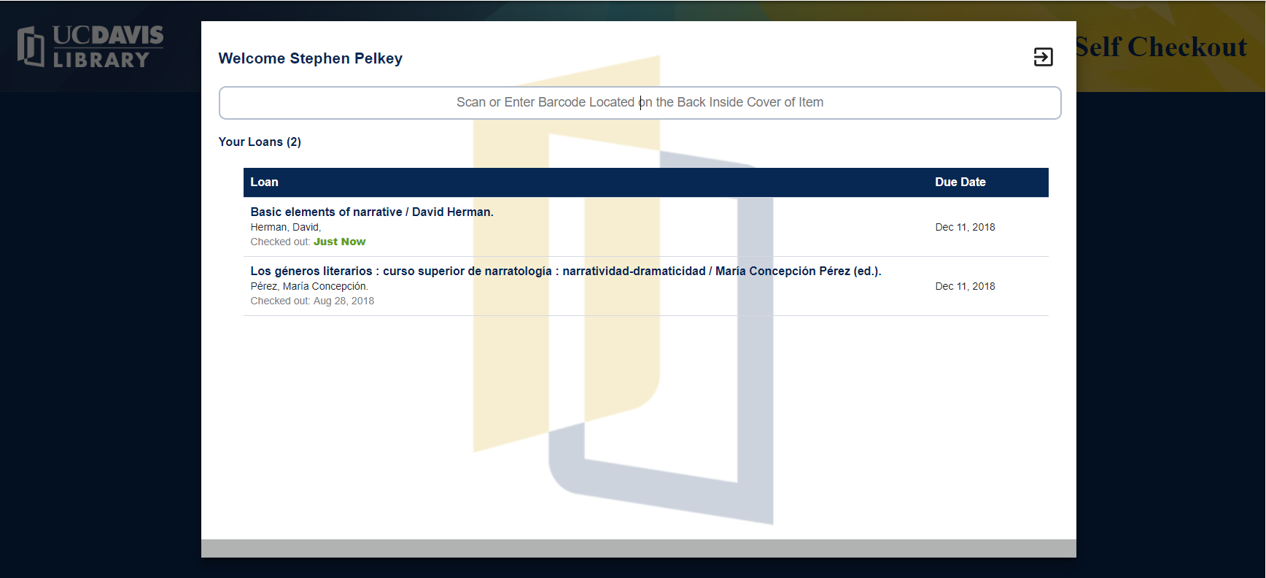 UCDAVIS
LIBRARY
Self Checkout
Welcome Stephen Pelkey
Scan or Enter Barcode Located on the Back Inside Cover of Item
Your Loans (2)
Loan Due Date
Basic elements of narrative / David Herman.
Herman, David,
Dec 11, 2018
Checked out: Just Now
Los géneros literarios : curso superior de narratología : narratividad-dramaticidad / María Concepción Pérez (ed.).
Pérez, María Concepción.
Dec 11, 2018
Checked out: Aug 28, 2018